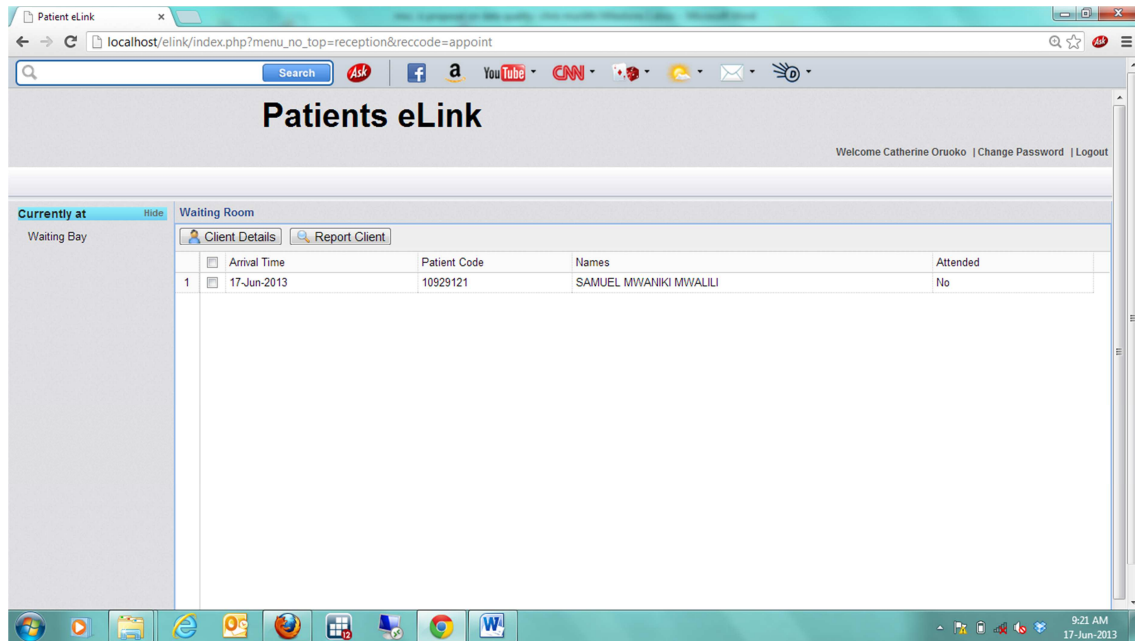 Patient eLink
localhost/elink/index.php?menu_no_top=reception&reccode=appoint
Search Ask f a YouTube CNN
Patients eLink
Welcome Catherine Oruoko | Change Password | Logout
Currently at Hide
Waiting Bay
Waiting Room
Client Details Report Client
Arrival Time Patient Code Names Attended
1 17-Jun-2013 10929121 SAMUEL MWANIKI MWALILI No
9:21 AM
17-Jun-2013